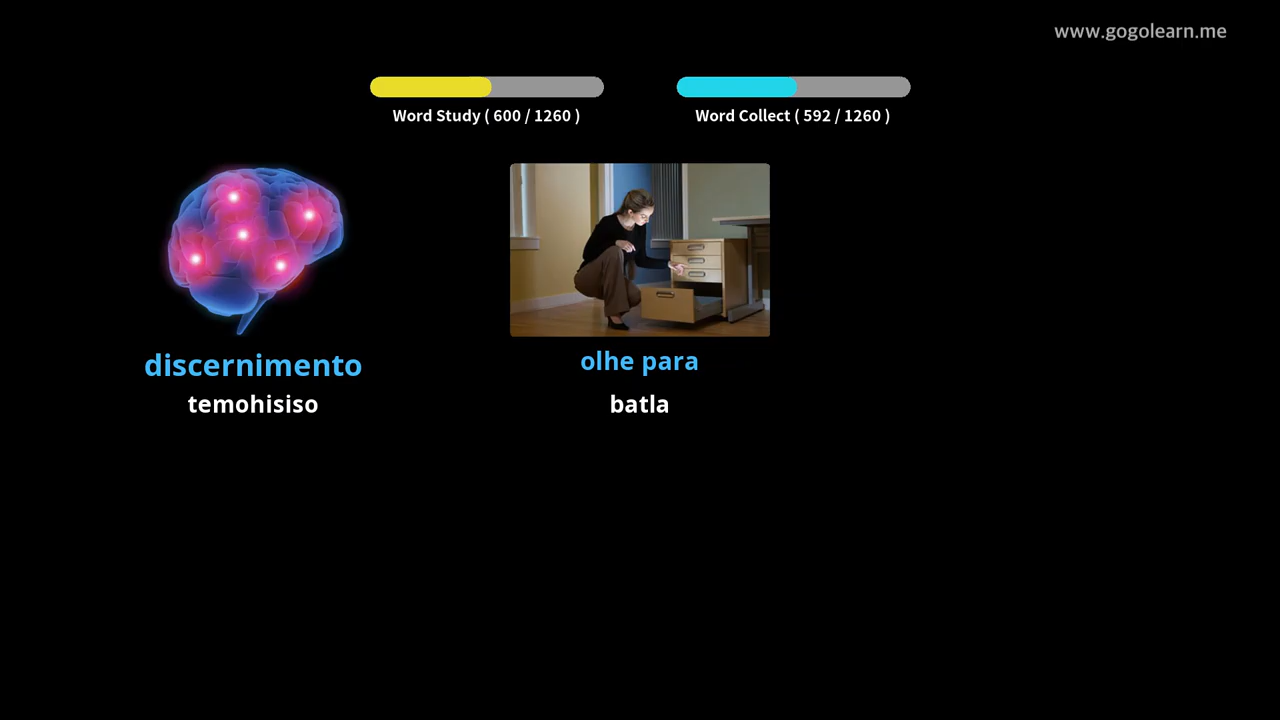 www.gogolearn.me
Word Study ( 600 / 1260 )
Word Collect ( 592 / 1260 )
discernimento
temohisiso
olhe para
batla